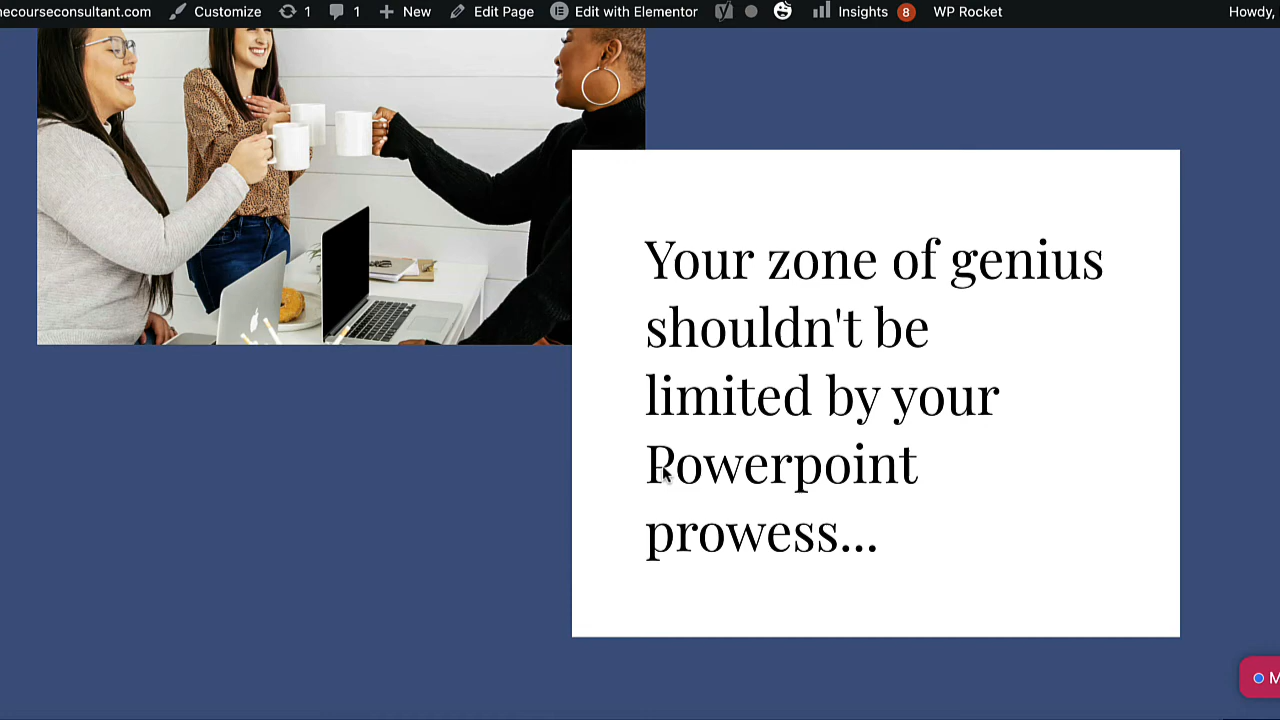 necourseconsultant.com Customize 1 1 New Edit Page Edit with Elementor Insights 8 WP Rocket Howdy,
Your zone of genius
shouldn't be
limited by your
Powerpoint
prowess...
M